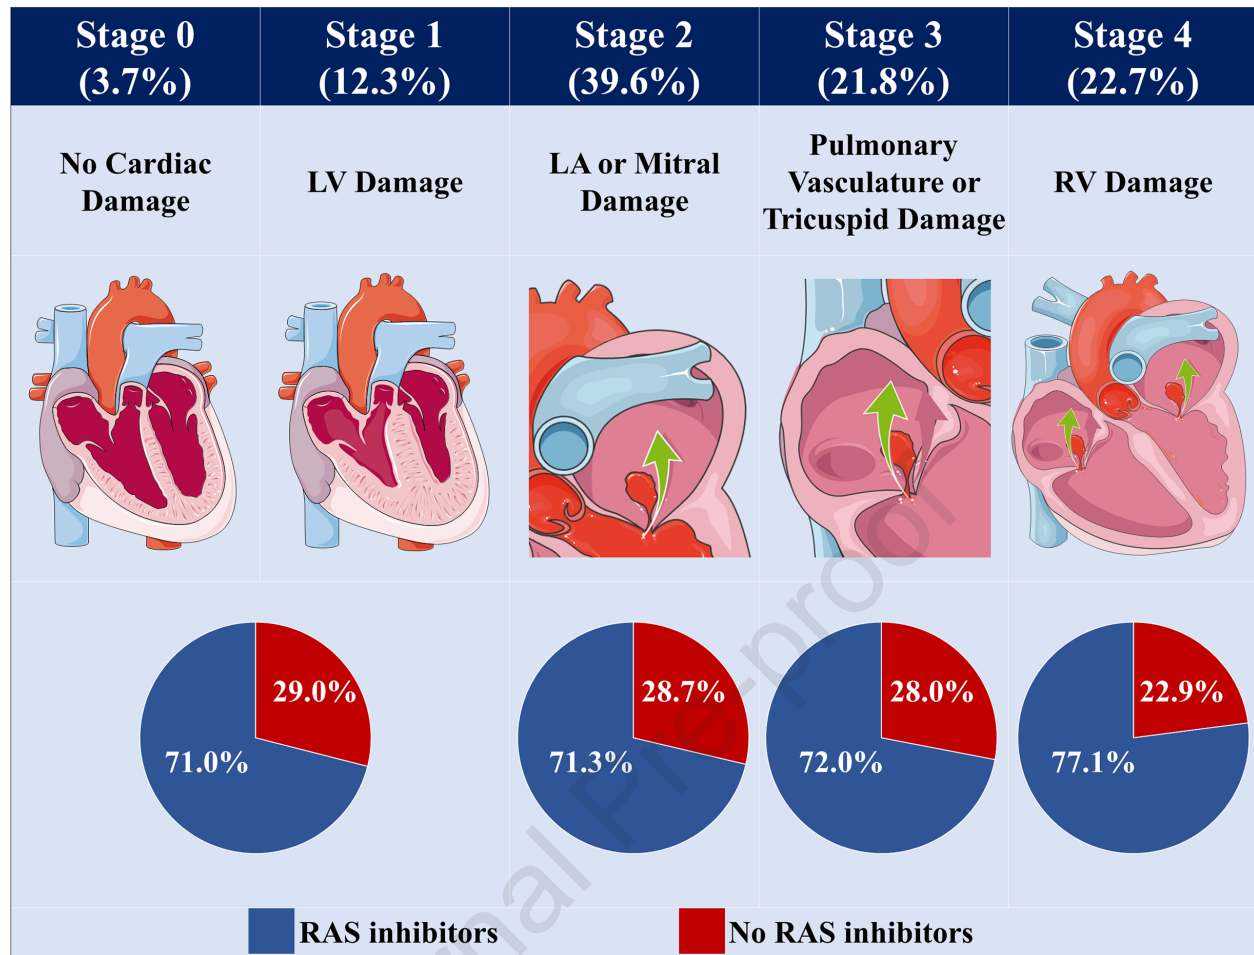 Stage 0
(3.7%)
Stage 1
(12.3%)
Stage 2
(39.6%)
Stage 3
(21.8%)
Stage 4
(22.7%)
No Cardiac
Damage
LV Damage
LA or Mitral
Damage
Pulmonary
Vasculature or
Tricuspid Damage
RV Damage
29.0%
71.0%
28.7%
71.3%
28.0%
72.0%
22.9%
77.1%
RAS inhibitors
No RAS inhibitors
rnal Pre-proof